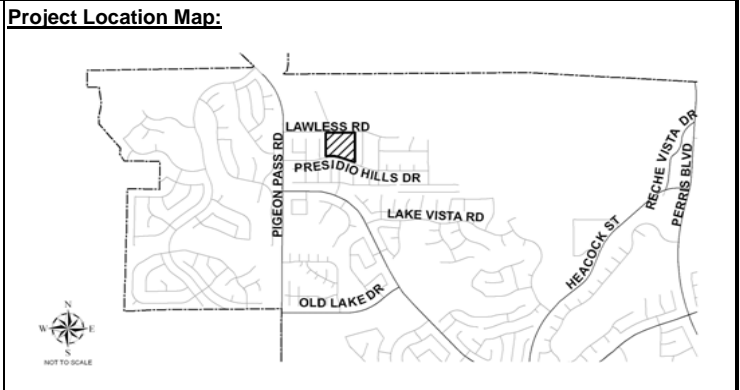 Project Location Map:
LAWLESS RD
PRESIDIO HILLS DR
PIGEON PASS RD
LAKE VISTA RD
OLD LAKE DR
HEACOCK ST
RECHE VISTA DR
PERRIS BLVD
N
W E
S
NOT TO SCALE